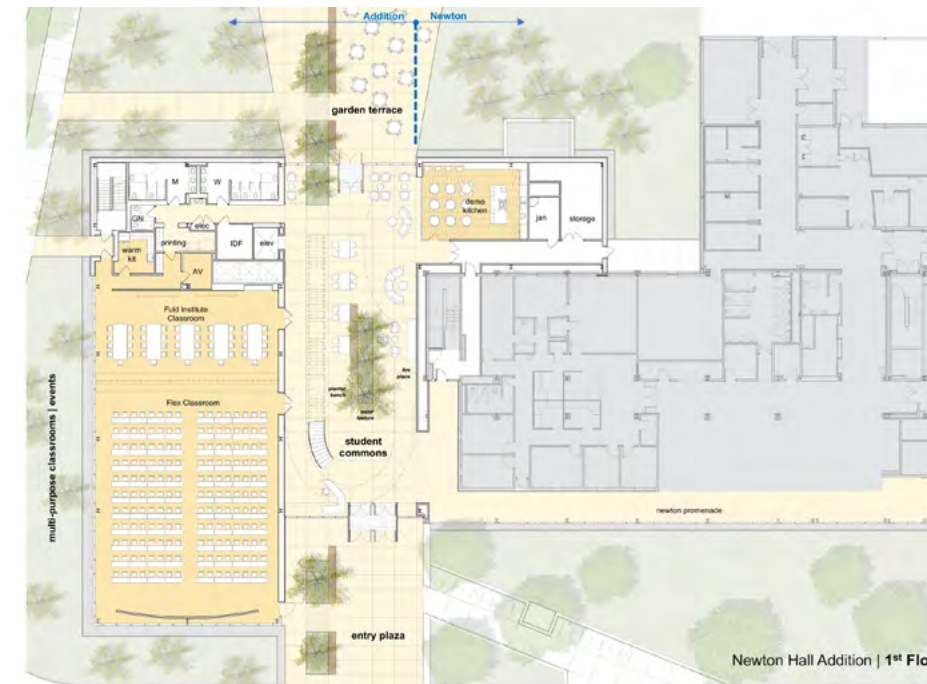 Addition
Newton
garden terrace
M
W
GN
elec
printing
IDF
elev
warm
kit
AV
demo
kitchen
jan
storage
Fuld Institute
Classroom
fire
place
planter
bench
water
feature
Flex Classroom
student
commons
multi-purpose classrooms | events
newton promenade
entry plaza
Newton Hall Addition | 1st Flo